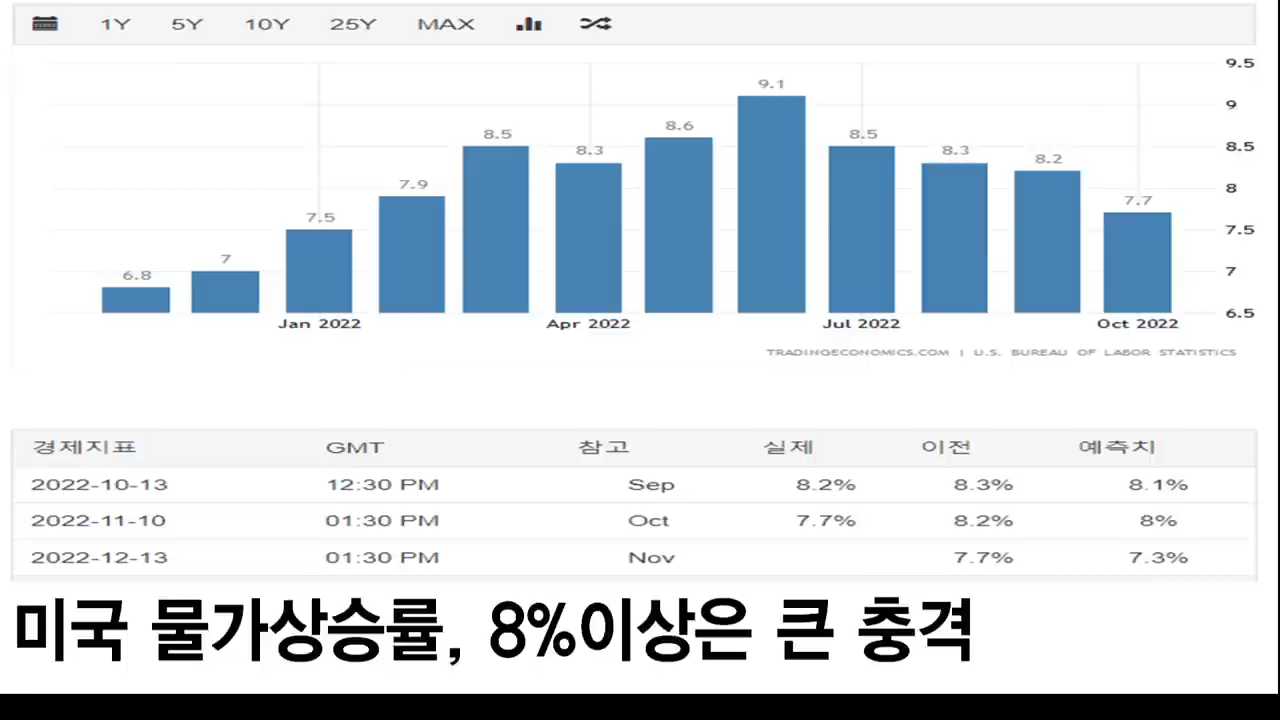 1Y 5Y 10Y 25Y MAX
9.5
9
8.5
8
7.5
7
6.5
6.8 7 7.5 7.9 8.5 8.3 8.6 9.1 8.5 8.3 8.2 7.7
Jan 2022 Apr 2022 Jul 2022 Oct 2022
TRADINGECONOMICS.COM | U.S. BUREAU OF LABOR STATISTICS
경제지표 GMT 참고 실제 이전 예측치
2022-10-13 12:30 PM Sep 8.2% 8.3% 8.1%
2022-11-10 01:30 PM Oct 7.7% 8.2% 8%
2022-12-13 01:30 PM Nov 7.7% 7.3%
미국 물가상승률, 8%이상은 큰 충격